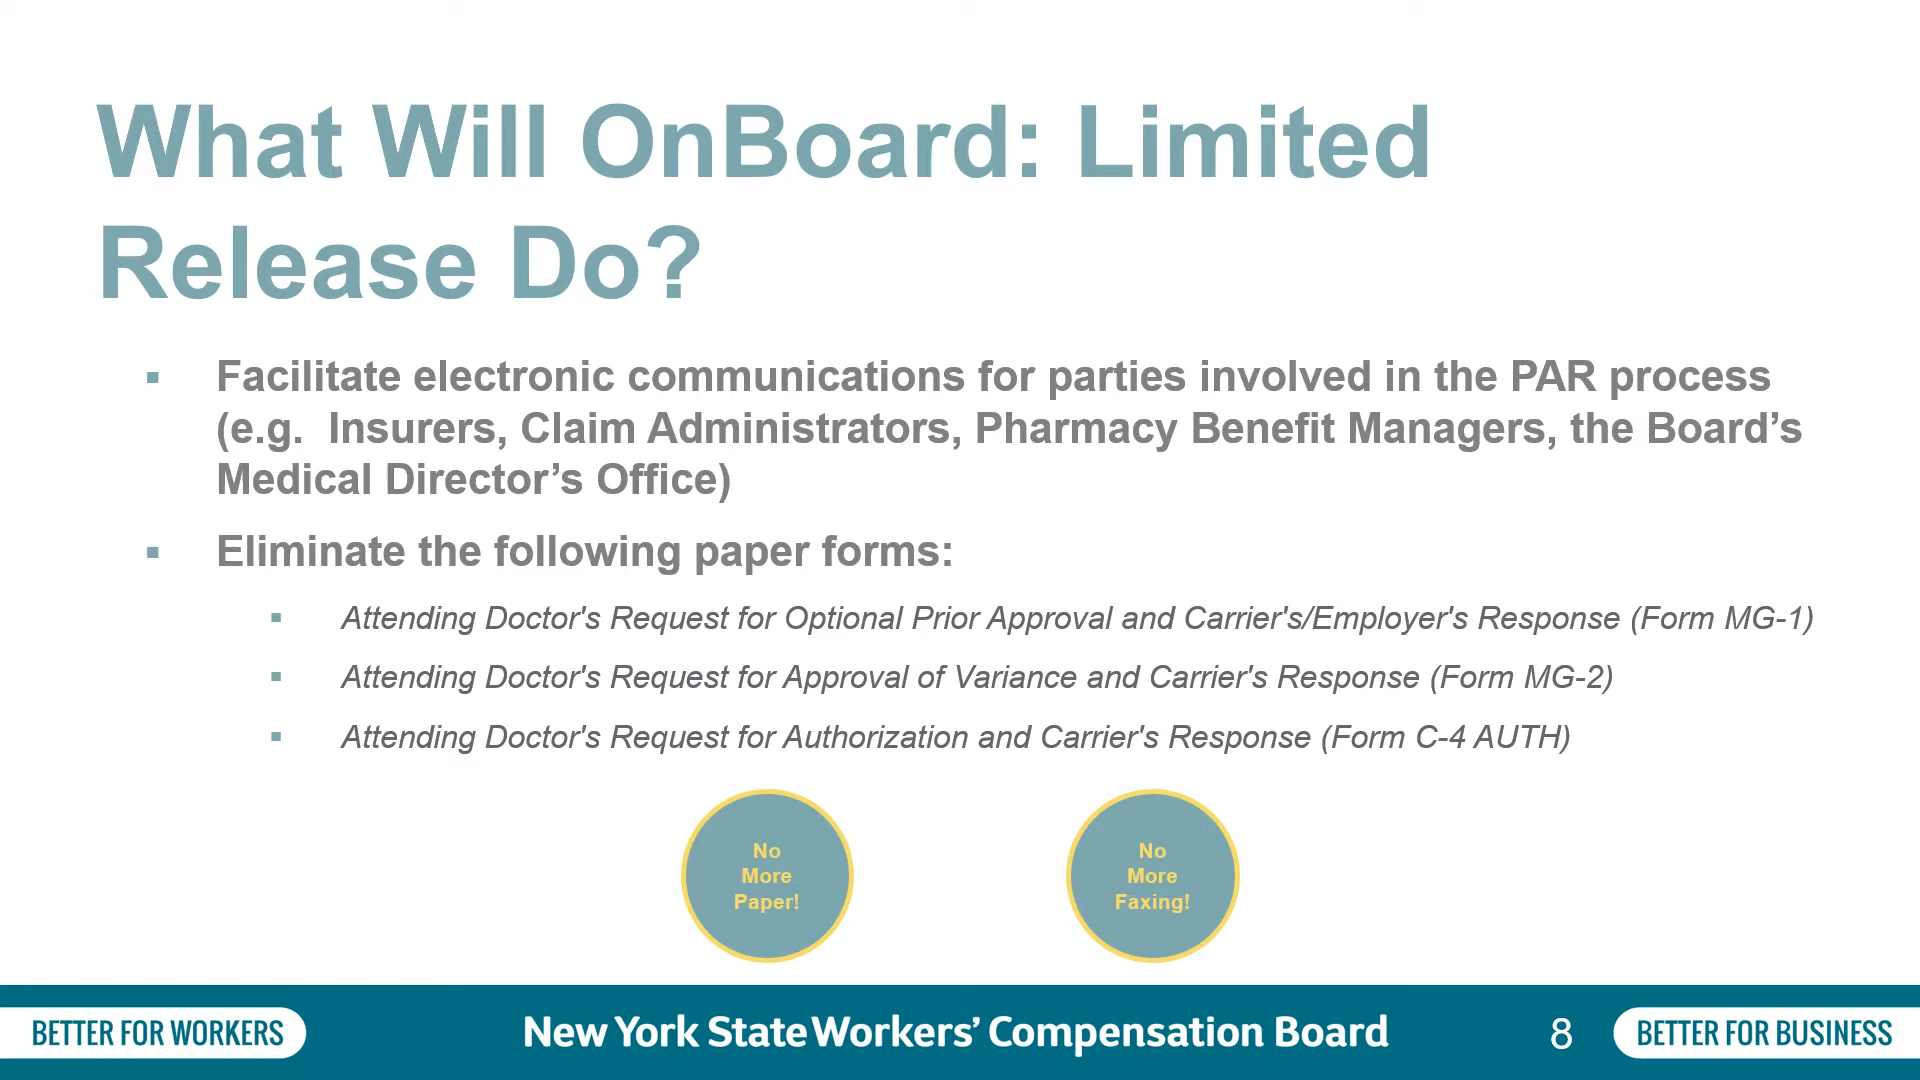 What Will OnBoard: Limited
Release Do?
▪ Facilitate electronic communications for parties involved in the PAR process
(e.g.  Insurers, Claim Administrators, Pharmacy Benefit Managers, the Board’s
Medical Director’s Office)
▪ Eliminate the following paper forms:
▪ Attending Doctor's Request for Optional Prior Approval and Carrier's/Employer's Response (Form MG-1)
▪ Attending Doctor's Request for Approval of Variance and Carrier's Response (Form MG-2)
▪ Attending Doctor's Request for Authorization and Carrier's Response (Form C-4 AUTH)
No
More
Paper!
No
More
Faxing!
BETTER FOR WORKERS
New York State Workers’ Compensation Board
8
BETTER FOR BUSINESS